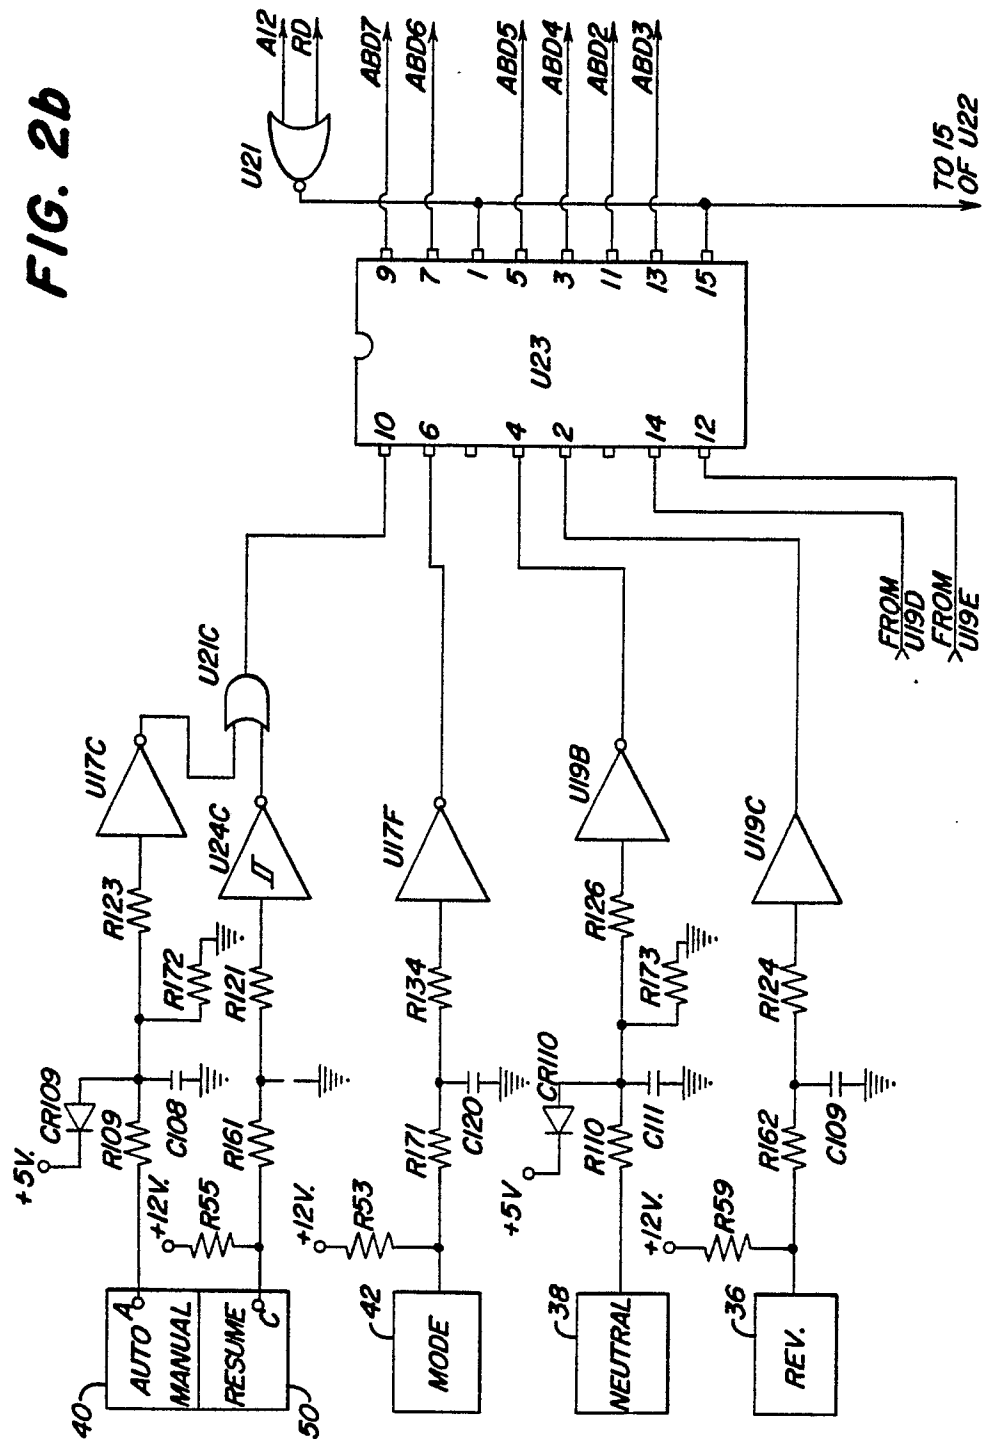 FIG. 2b
A12
RD
U21
ABD7
ABD6
ABD5
ABD4
ABD2
ABD3
TO 15
OF U22
9
7
1
5
3
11
13
15
U23
10
6
4
2
14
12
FROM
U19D
FROM
U19E
U21C
U17C
U24C
U17F
U19B
U19C
R123
R172
R121
R134
R126
R173
R124
+5V.
CR109
R109
C108
R161
+12V.
R55
R171
C120
+12V.
R53
+5V
CR110
R110
C111
R162
C109
+12V.
R59
40
AUTO A
MANUAL
RESUME
C
50
42
MODE
38
NEUTRAL
36
REV.